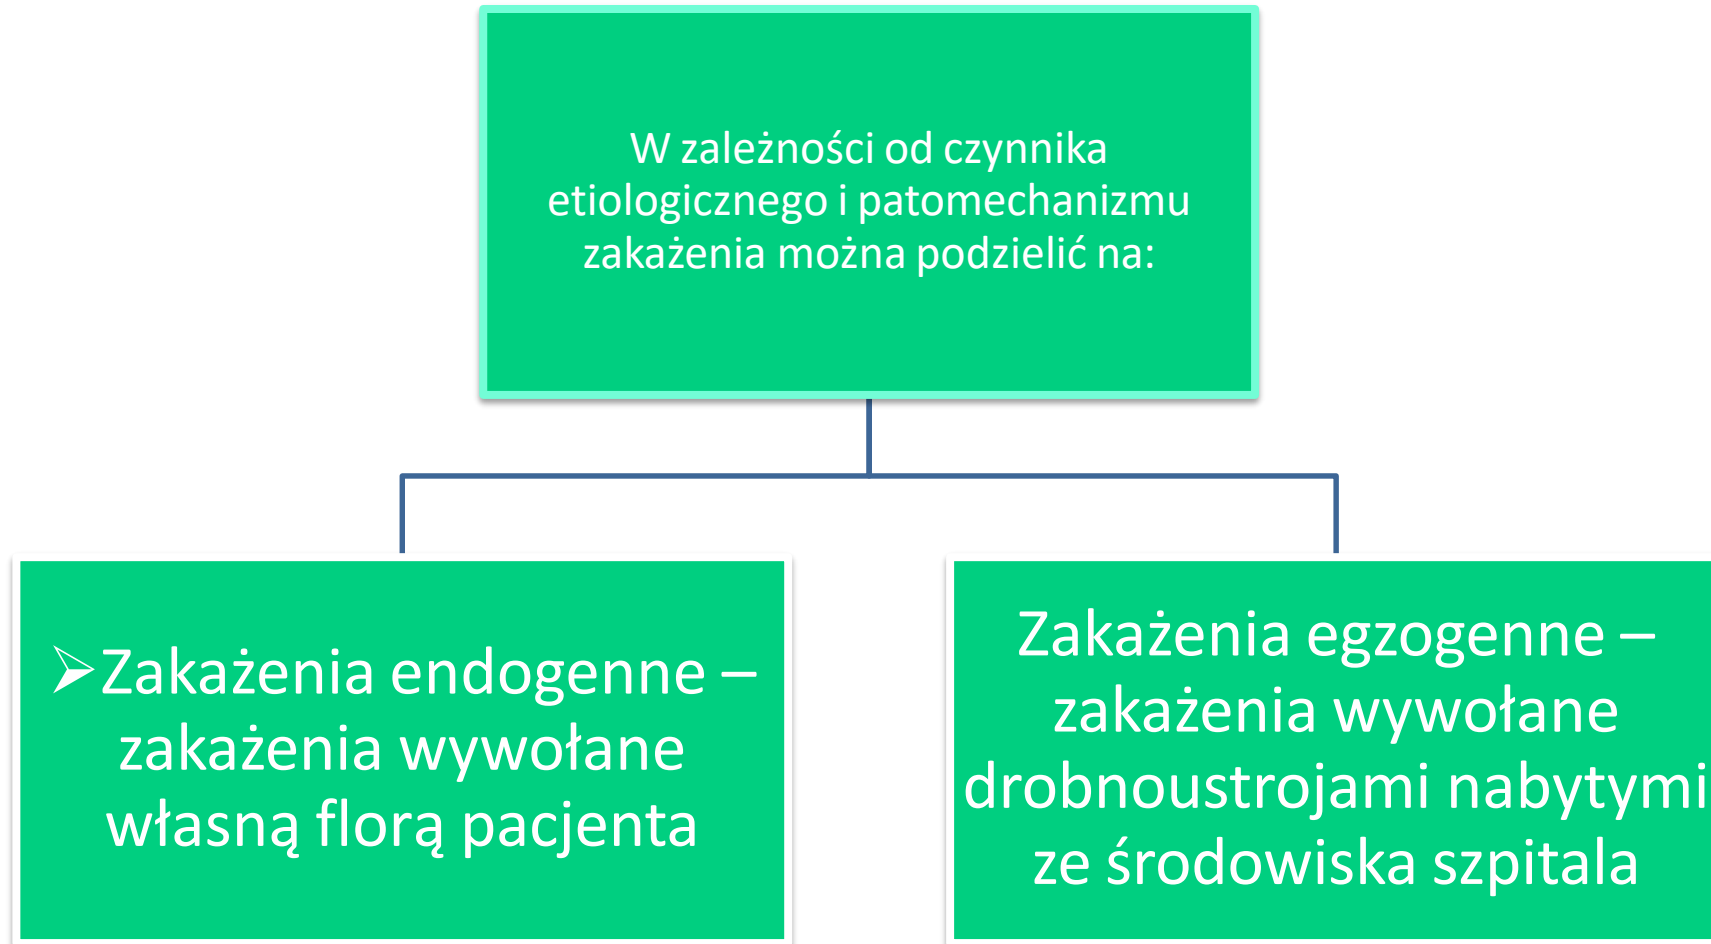 W zależności od czynnika
etiologicznego i patomechanizmu
zakażenia można podzielić na:
➢Zakażenia endogenne –
zakażenia wywołane
własną florą pacjenta
Zakażenia egzogenne –
zakażenia wywołane
drobnoustrojami nabytymi
ze środowiska szpitala